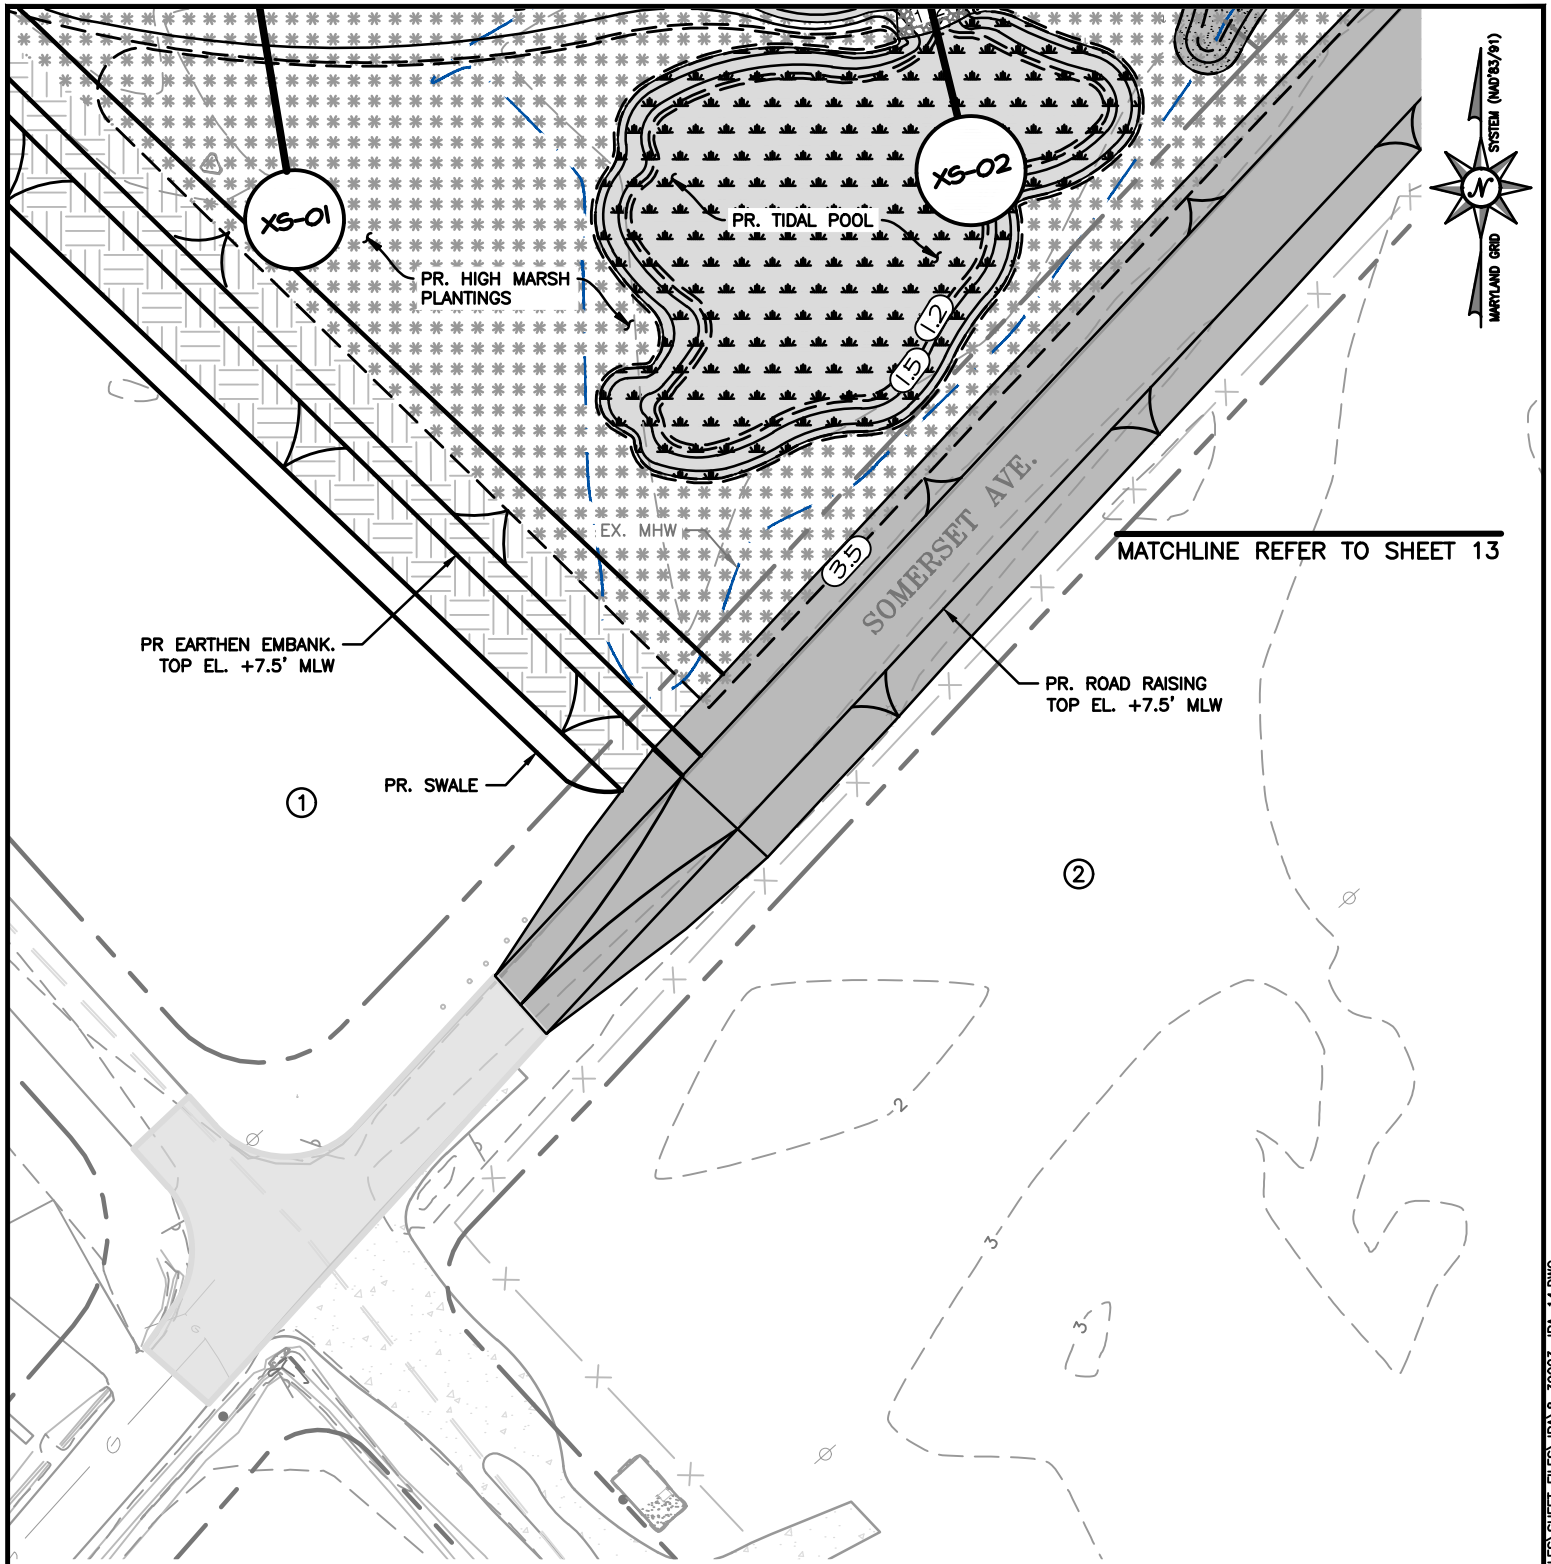 SYSTEM (NAD'83/91)
N
MARYLAND GRID
XS-01
XS-02
PR. TIDAL POOL
PR. HIGH MARSH
PLANTINGS
1.2
1.5
EX. MHW
3.5
SOMERSET AVE.
MATCHLINE REFER TO SHEET 13
PR EARTHEN EMBANK.
TOP EL. +7.5' MLW
PR. ROAD RAISING
TOP EL. +7.5' MLW
PR. SWALE
1
2
2
3
3
G
G